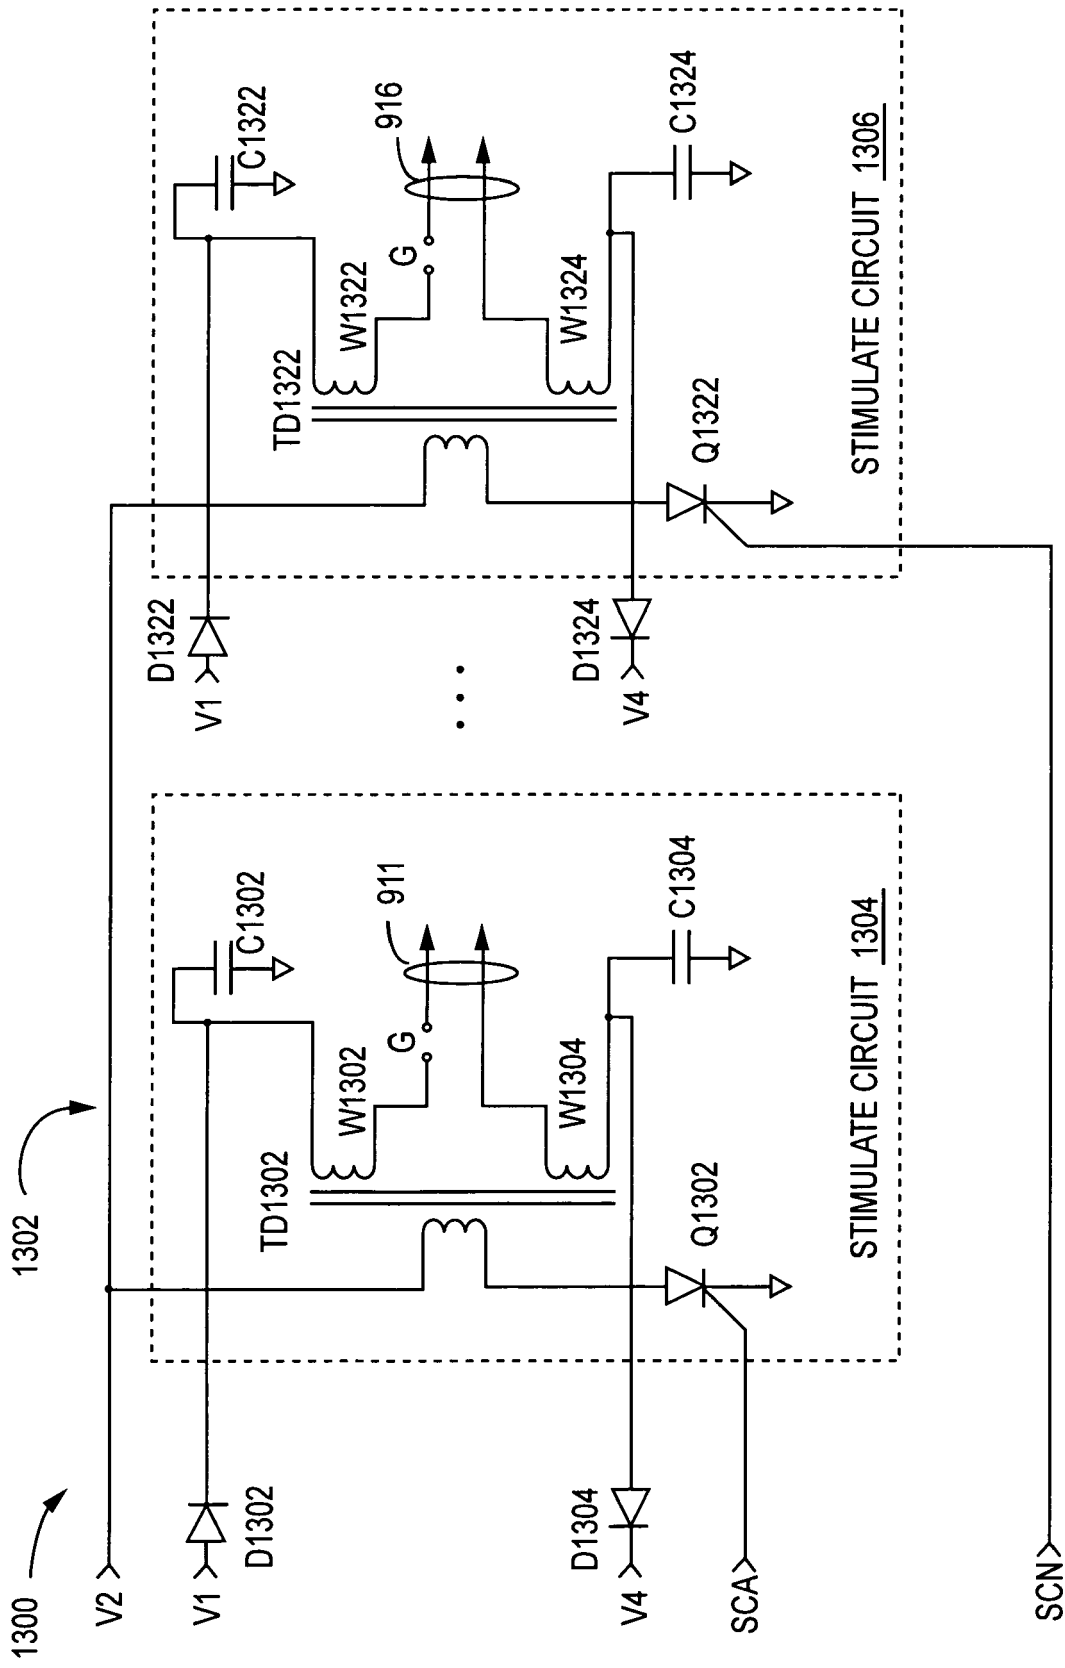 1300
1302
V2
V1
D1302
V4
D1304
SCA
SCN
TD1302
W1302
W1304
C1302
G
911
C1304
Q1302
STIMULATE CIRCUIT 1304
V1
D1322
V4
D1324
TD1322
W1322
W1324
C1322
G
916
C1324
Q1322
STIMULATE CIRCUIT 1306